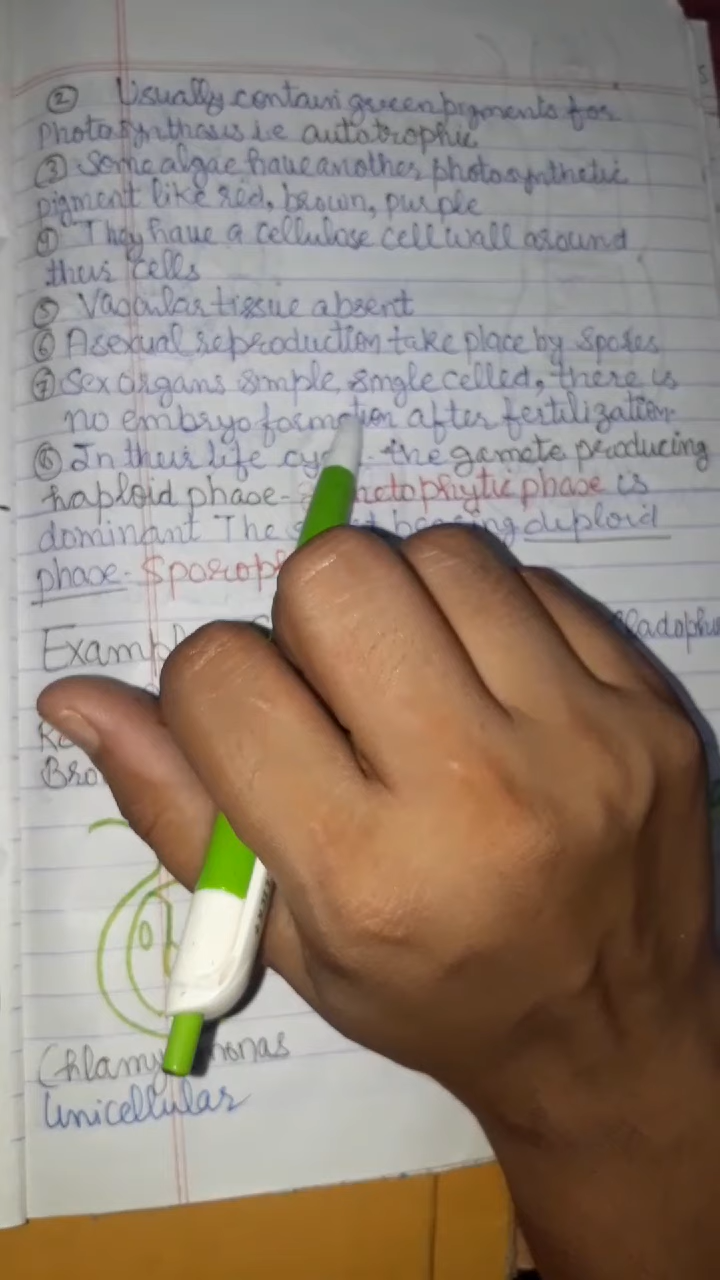 ② Usually contain green pigments for
Photosynthesis i.e autotrophic
③ Some algae have another photosynthetic
pigment like red, brown, purple
④ They have a cellulose cell wall around
their cells
⑤ Vascular tissue absent
⑥ Asexual reproduction take place by spores
⑦ Sex organs simple, single celled, there is
no embryo formation after fertilization
⑧ In their life the gamete producing
haploid phase- phase is
dominant The diploid
phase-
Unicellular